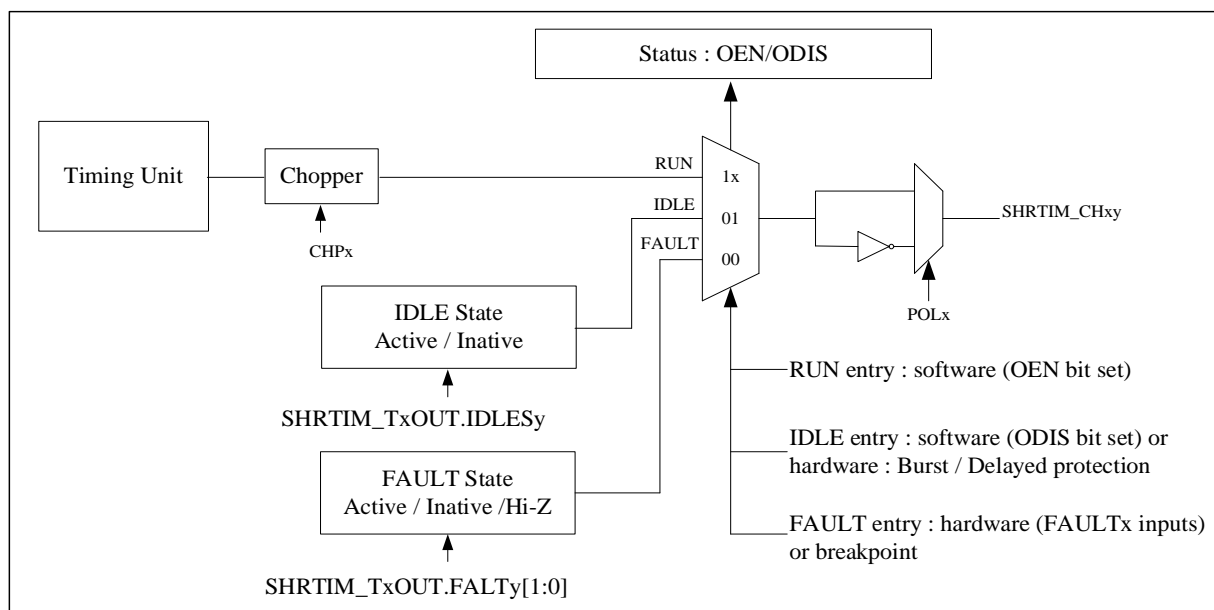 Status : OEN/ODIS
Timing Unit
Chopper
CHPx
RUN
IDLE
FAULT
1x
01
00
SHRTIM_CHxy
POLx
IDLE State
Active / Inative
SHRTIM_TxOUT.IDLESy
FAULT State
Active / Inative /Hi-Z
SHRTIM_TxOUT.FALTy[1:0]
RUN entry : software (OEN bit set)
IDLE entry : software (ODIS bit set) or
hardware : Burst / Delayed protection
FAULT entry : hardware (FAULTx inputs)
or breakpoint